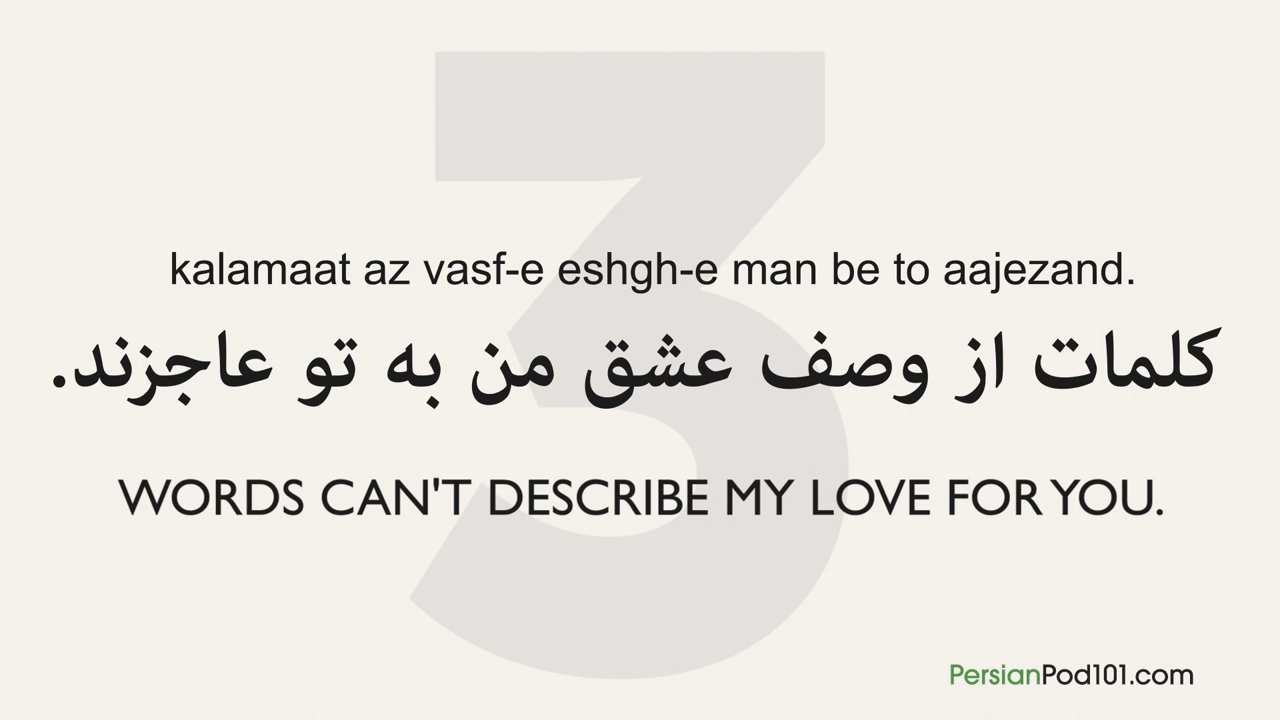 3
kalamaat az vasf-e eshgh-e man be to aajezand.
کلمات از وصف عشق من به تو عاجزند.
WORDS CAN'T DESCRIBE MY LOVE FOR YOU.
PersianPod101.com